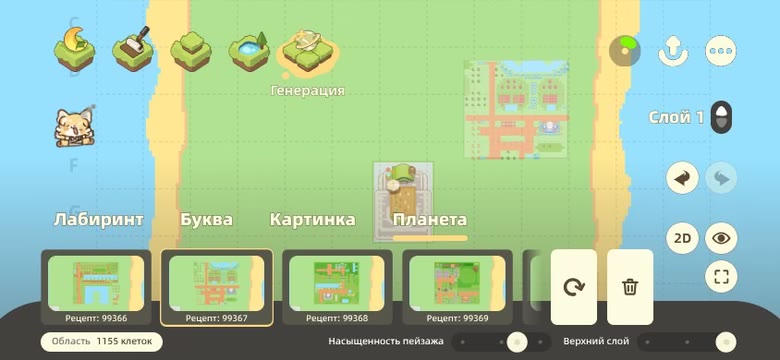 Генерация
Слой 1
Лабиринт
Буква
Картинка
Планета
2D
Рецепт: 99366
Рецепт: 99367
Рецепт: 99368
Рецепт: 99369
Область 1155 клеток
Насыщенность пейзажа
Верхний слой